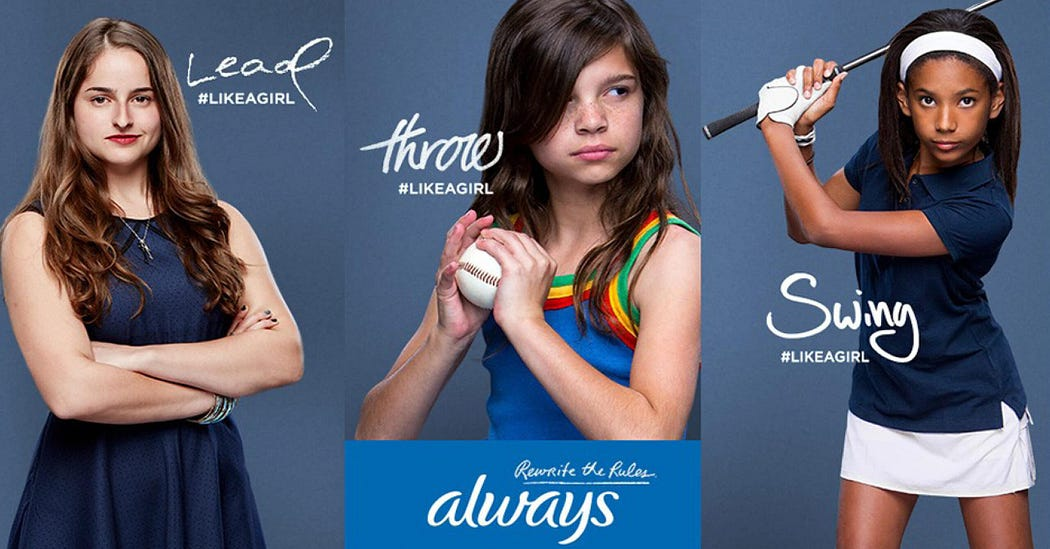 Lead
#LIKEAGIRL
throw
#LIKEAGIRL
Rewrite the Rules.
always
Swing
#LIKEAGIRL